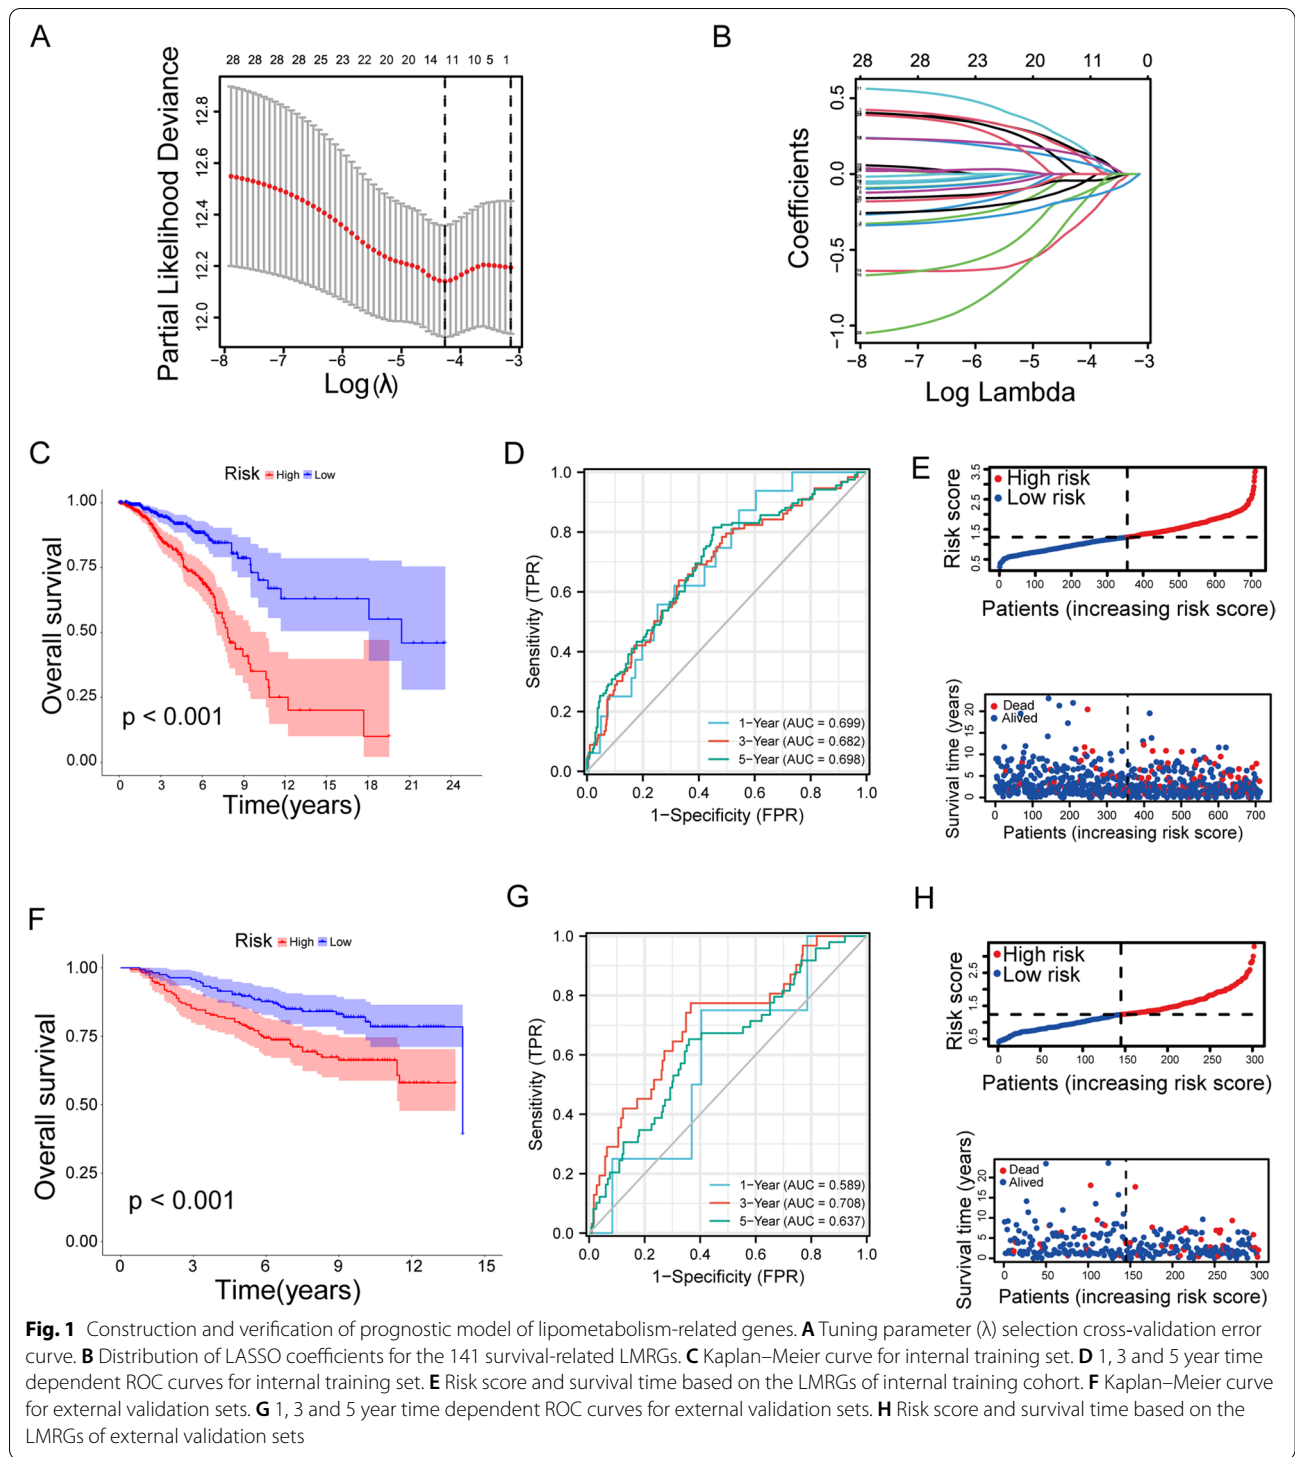 A
28 28 28 28 25 23 22 20 20 14 11 10 5 1
Partial Likelihood Deviance
12.8
12.6
12.4
12.2
12.0
−8 −7 −6 −5 −4 −3
Log(λ)
B
28 28 20 11 0
Coefficients
0.5
0.0
−0.5
−1.0
−8 −7 −6 −5 −4 −3
Log Lambda
C
Risk High Low
Overall survival
1.00
0.75
0.50
0.25
0.00
p < 0.001
0 3 6 9 12 15 18 21 24
Time(years)
D
Sensitivity (TPR)
1.0
0.8
0.6
0.4
0.2
0.0
1−Year (AUC = 0.699)
3−Year (AUC = 0.682)
5−Year (AUC = 0.698)
0.0 0.2 0.4 0.6 0.8 1.0
1−Specificity (FPR)
E
Risk score
3.5
2.5
1.5
0.5
High risk
Low risk
0 100 200 300 400 500 600 700
Patients (increasing risk score)
Survival time (years)
20
15
10
5
0
Dead
Alived
0 100 200 300 400 500 600 700
Patients (increasing risk score)
F
Risk High Low
Overall survival
1.00
0.75
0.50
0.25
0.00
p < 0.001
0 3 6 9 12 15
Time(years)
G
Sensitivity (TPR)
1.0
0.8
0.6
0.4
0.2
0.0
1−Year (AUC = 0.589)
3−Year (AUC = 0.708)
5−Year (AUC = 0.637)
0.0 0.2 0.4 0.6 0.8 1.0
1−Specificity (FPR)
H
Risk score
2.5
1.5
0.5
High risk
Low risk
0 50 100 150 200 250 300
Patients (increasing risk score)
Survival time (years)
20
15
10
5
0
Dead
Alived
0 50 100 150 200 250 300
Patients (increasing risk score)
Fig. 1 Construction and verification of prognostic model of lipometabolism-related genes. A Tuning parameter (λ) selection cross-validation error
curve. B Distribution of LASSO coefficients for the 141 survival-related LMRGs. C Kaplan–Meier curve for internal training set. D 1, 3 and 5 year time
dependent ROC curves for internal training set. E Risk score and survival time based on the LMRGs of internal training cohort. F Kaplan–Meier curve
for external validation sets. G 1, 3 and 5 year time dependent ROC curves for external validation sets. H Risk score and survival time based on the
LMRGs of external validation sets